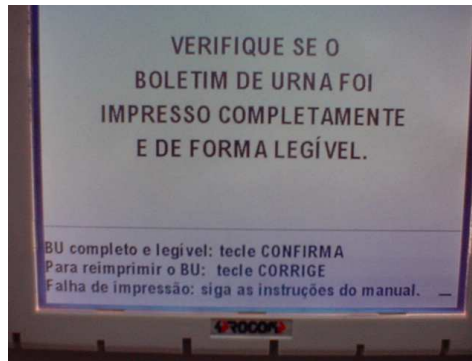 VERIFIQUE SE O
BOLETIM DE URNA FOI
IMPRESSO COMPLETAMENTE
E DE FORMA LEGÍVEL.
BU completo e legível: tecle CONFIRMA
Para reimprimir o BU: tecle CORRIGE
Falha de impressão: siga as instruções do manual.
PROCOMP